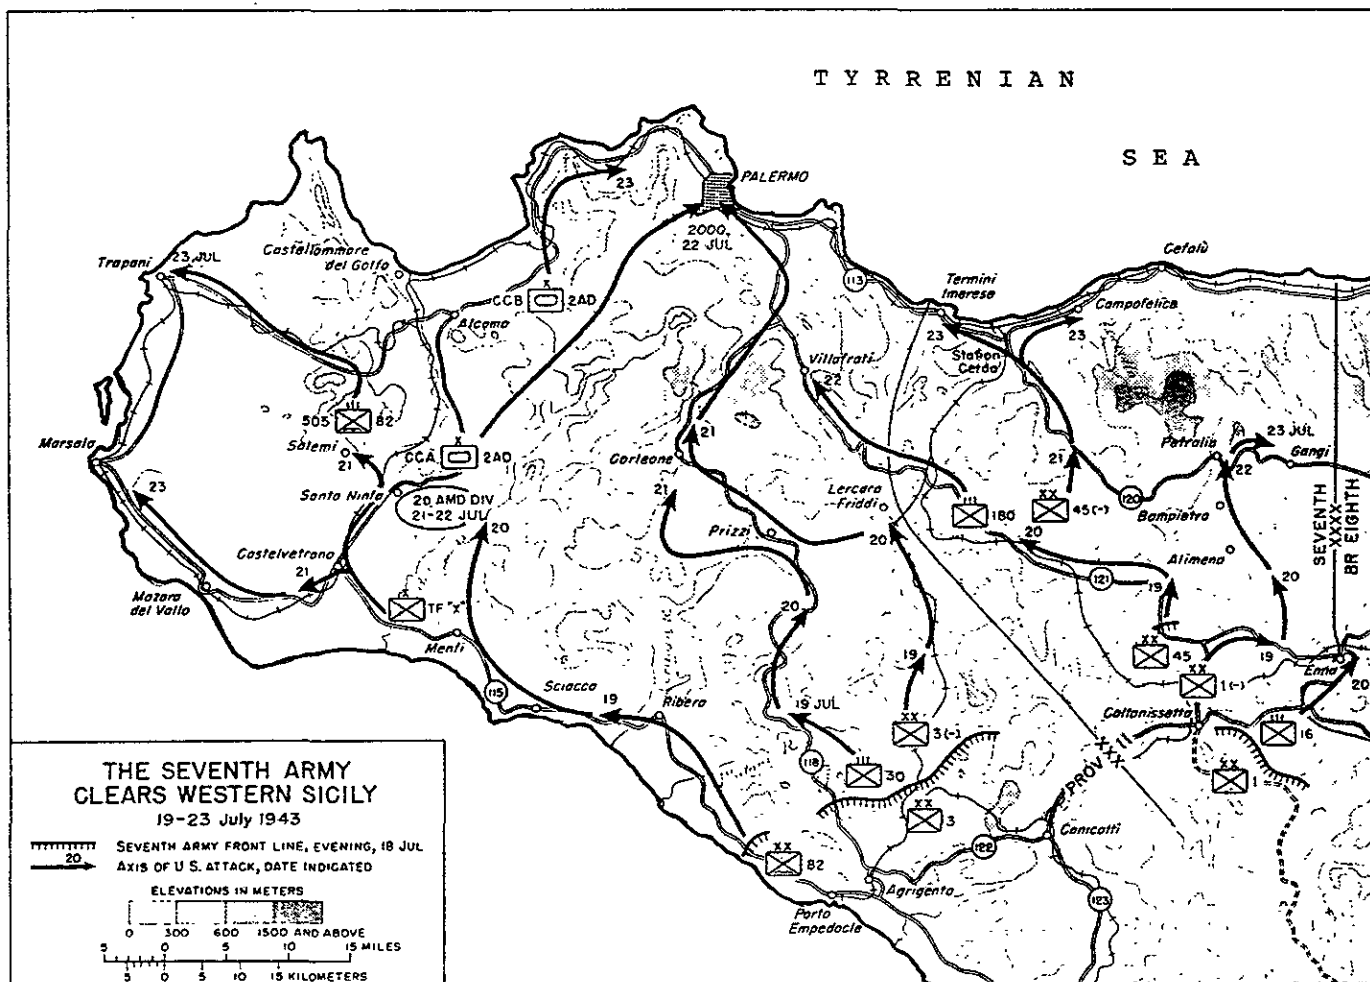 TYRRENIAN
SEA
PALERMO
23
2000,
22 JUL
Trapani
23 JUL
Castellammare
del Golfo
Cefalù
113
Termini
Imerese
Campofelice
CCB
2AD
Alcamo
23
23
Station
Cerda
Villafrati
22
505
82
Salemi
21
Marsala
CCA
2AD
21
Corleone
21
Petralia
23 JUL
22
Gangi
23
Santa Ninfa
20 AMD DIV
21-22 JUL
20
21
Lercara
Friddi
180
45(-)
120
Bompietro
SEVENTH
XXXX
BR EIGHTH
Prizzi
20
20
Castelvetrano
21
Alimena
121
19
20
Mazara
del Vallo
TF "X"
20
Menfi
19
45
19
Enna
20
115
Sciacca
19
Ribera
19 JUL
1(-)
Caltanissetta
3(-)
16
118
30
XXX
PROV
II
1
3
122
Canicatti
82
Agrigento
Porto
Empedocle
123
THE SEVENTH ARMY
CLEARS WESTERN SICILY
19-23 July 1943
SEVENTH ARMY FRONT LINE, EVENING, 18 JUL
20
AXIS OF U.S. ATTACK, DATE INDICATED
ELEVATIONS IN METERS
0 300 600 1500 AND ABOVE
5 0 5 10 15 MILES
5 0 5 10 15 KILOMETERS